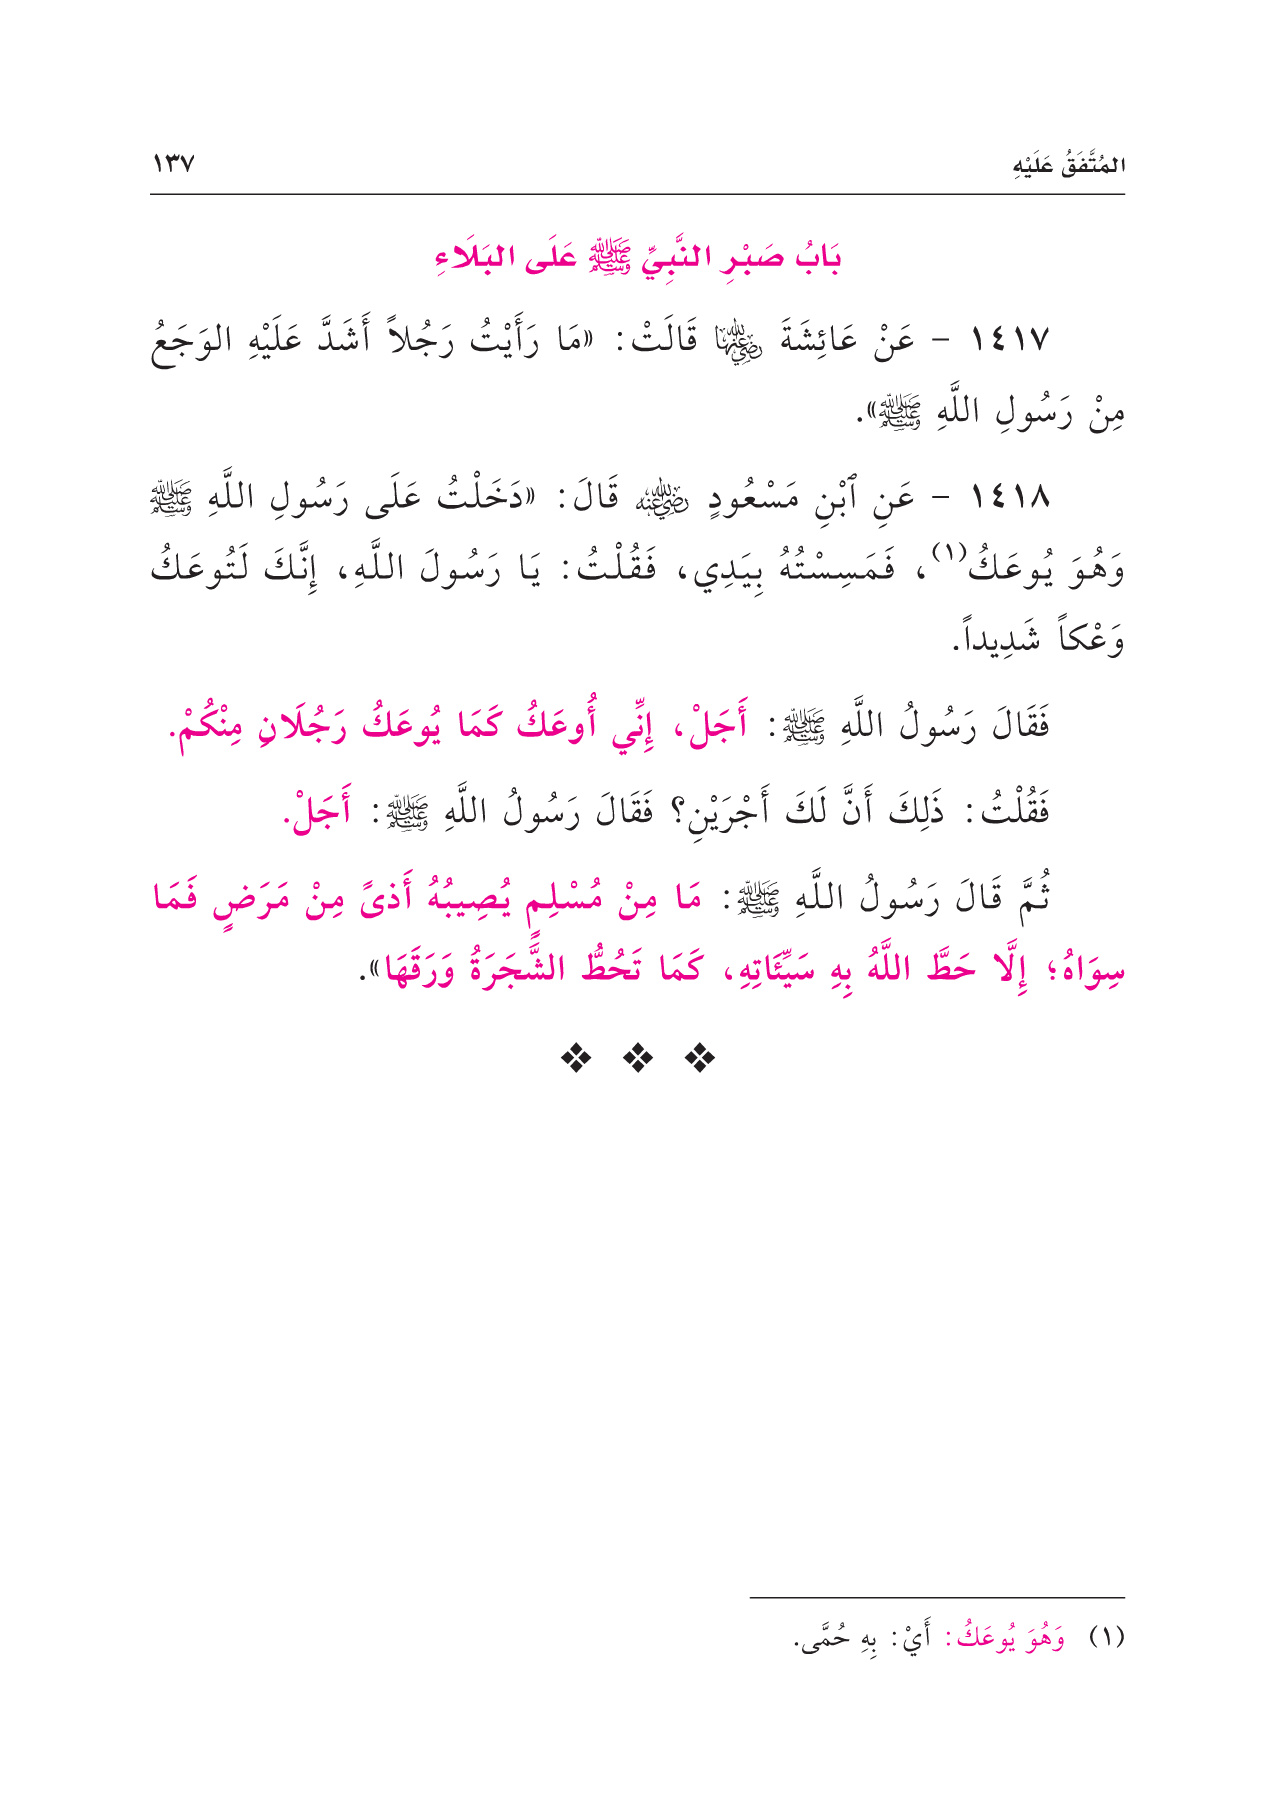 المُتَّفَقُ عَلَيْهِ ١٣٧
بَابُ صَبْرِ النَّبِيِّ ﷺ عَلَى البَلَاءِ
١٤١٧ - عَنْ عَائِشَةَ رضي الله عنها قَالَتْ: «مَا رَأَيْتُ رَجُلاً أَشَدَّ عَلَيْهِ الوَجَعُ
مِنْ رَسُولِ اللَّهِ ﷺ».
١٤١٨ - عَنِ ٱبْنِ مَسْعُودٍ رضي الله عنه قَالَ: «دَخَلْتُ عَلَى رَسُولِ اللَّهِ ﷺ
وَهُوَ يُوعَكُ(١)، فَمَسِسْتُهُ بِيَدِي، فَقُلْتُ: يَا رَسُولَ اللَّهِ، إِنَّكَ لَتُوعَكُ
وَعْكاً شَدِيداً.
فَقَالَ رَسُولُ اللَّهِ ﷺ: أَجَلْ، إِنِّي أُوعَكُ كَمَا يُوعَكُ رَجُلَانِ مِنْكُمْ.
فَقُلْتُ: ذَلِكَ أَنَّ لَكَ أَجْرَيْنِ؟ فَقَالَ رَسُولُ اللَّهِ ﷺ: أَجَلْ.
ثُمَّ قَالَ رَسُولُ اللَّهِ ﷺ: مَا مِنْ مُسْلِمٍ يُصِيبُهُ أَذىً مِنْ مَرَضٍ فَمَا
سِوَاهُ؛ إِلَّا حَطَّ اللَّهُ بِهِ سَيِّئَاتِهِ، كَمَا تَحُطُّ الشَّجَرَةُ وَرَقَهَا».
(١) وَهُوَ يُوعَكُ: أَيْ: بِهِ حُمَّى.